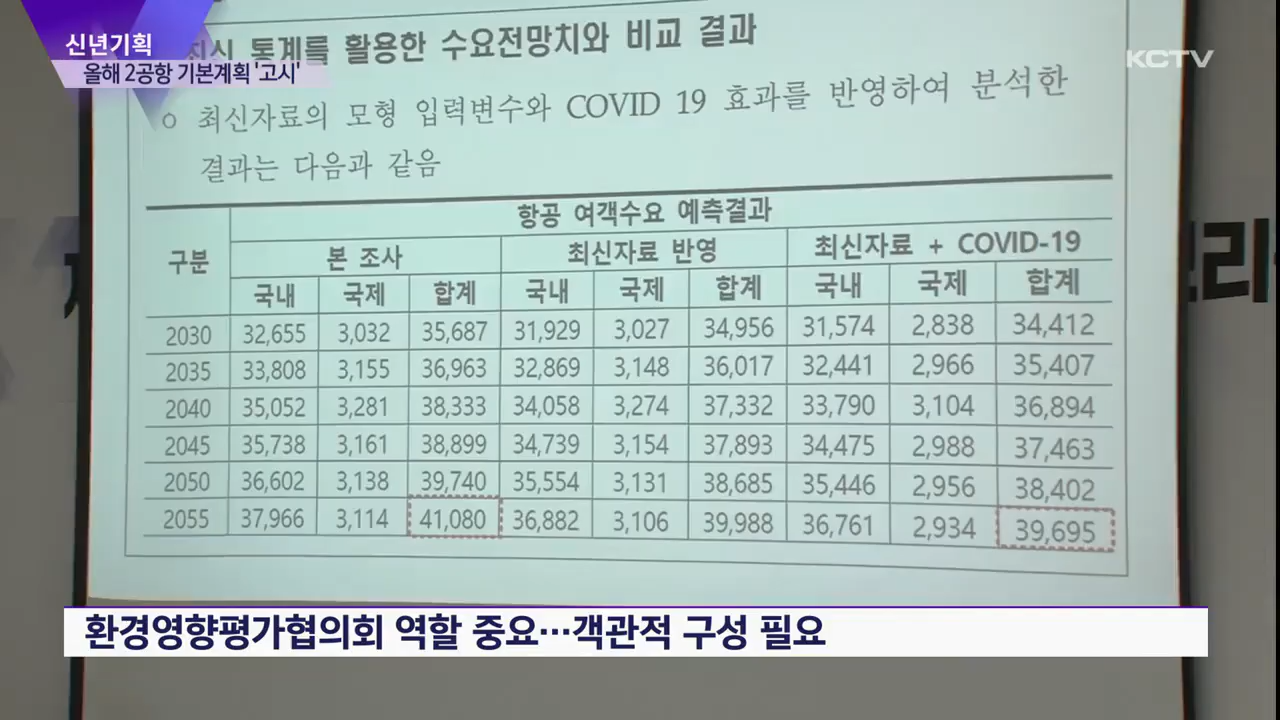 신년기획
올해 2공항 기본계획 '고시'
KCTV
통계를 활용한 수요전망치와 비교 결과
ㅇ 최신자료의 모형 입력변수와 COVID 19 효과를 반영하여 분석한
결과는 다음과 같음
구분 항공 여객수요 예측결과
본 조사 최신자료 반영 최신자료 + COVID-19
국내 국제 합계 국내 국제 합계 국내 국제 합계
2030 32,655 3,032 35,687 31,929 3,027 34,956 31,574 2,838 34,412
2035 33,808 3,155 36,963 32,869 3,148 36,017 32,441 2,966 35,407
2040 35,052 3,281 38,333 34,058 3,274 37,332 33,790 3,104 36,894
2045 35,738 3,161 38,899 34,739 3,154 37,893 34,475 2,988 37,463
2050 36,602 3,138 39,740 35,554 3,131 38,685 35,446 2,956 38,402
2055 37,966 3,114 41,080 36,882 3,106 39,988 36,761 2,934 39,695
환경영향평가협의회 역할 중요…객관적 구성 필요